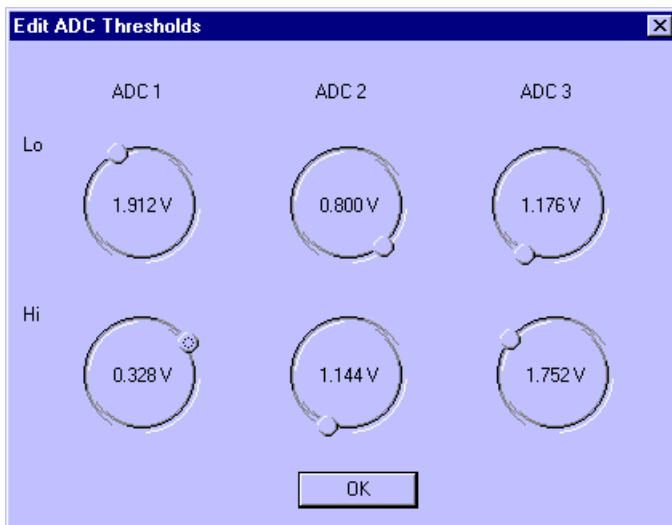 Edit ADC Thresholds
ADC 1 ADC 2 ADC 3
Lo
1.912 V 0.800 V 1.176 V
Hi
0.328 V 1.144 V 1.752 V
OK